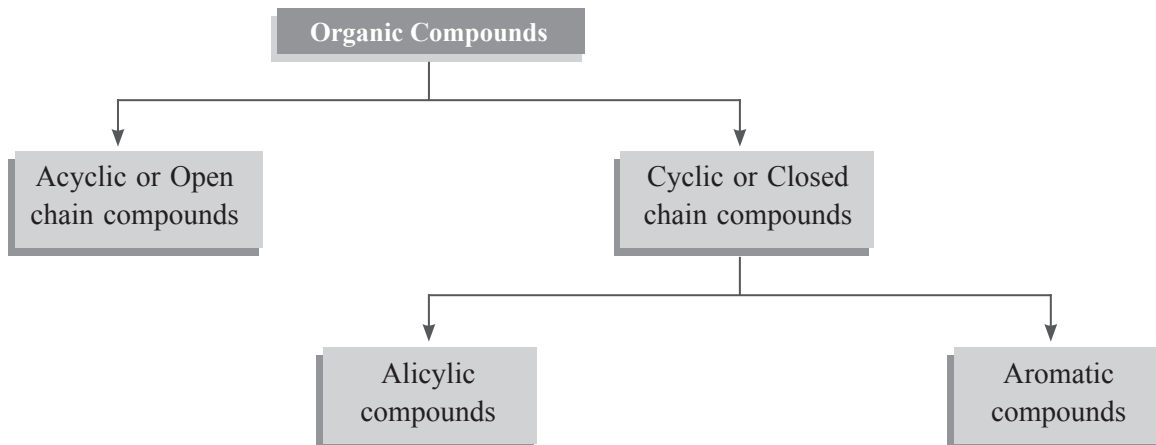 Organic Compounds
Acyclic or Open
chain compounds
Cyclic or Closed
chain compounds
Alicylic
compounds
Aromatic
compounds